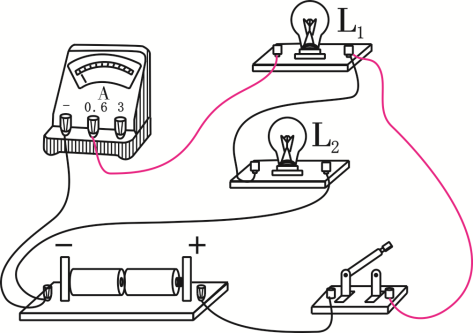 L₁
A
- 0.6 3
L₂
- +